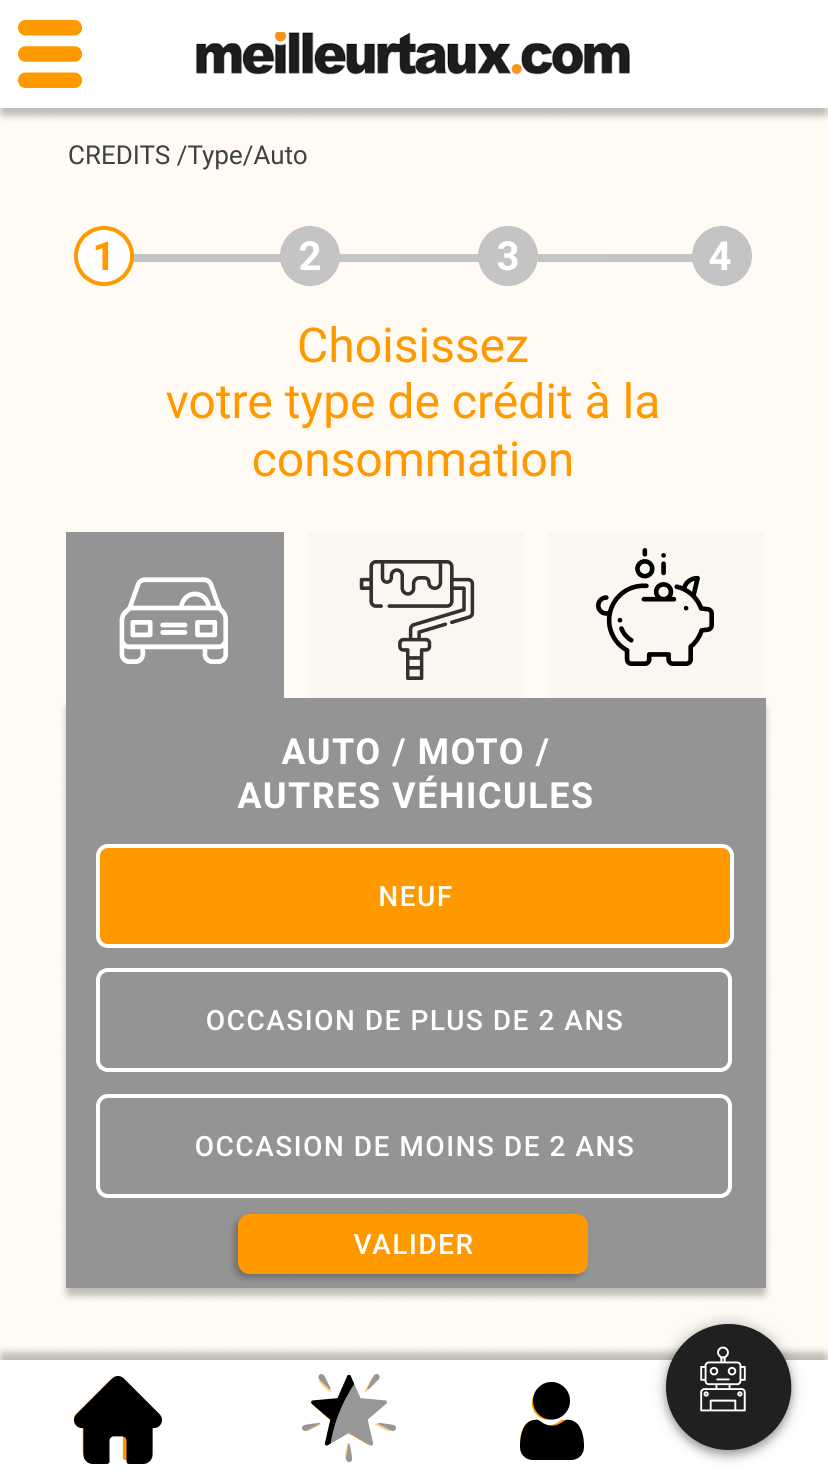 meilleurtaux.com
CREDITS /Type/Auto
1 2 3 4
Choisissez
votre type de crédit à la
consommation
AUTO / MOTO /
AUTRES VÉHICULES
NEUF
OCCASION DE PLUS DE 2 ANS
OCCASION DE MOINS DE 2 ANS
VALIDER